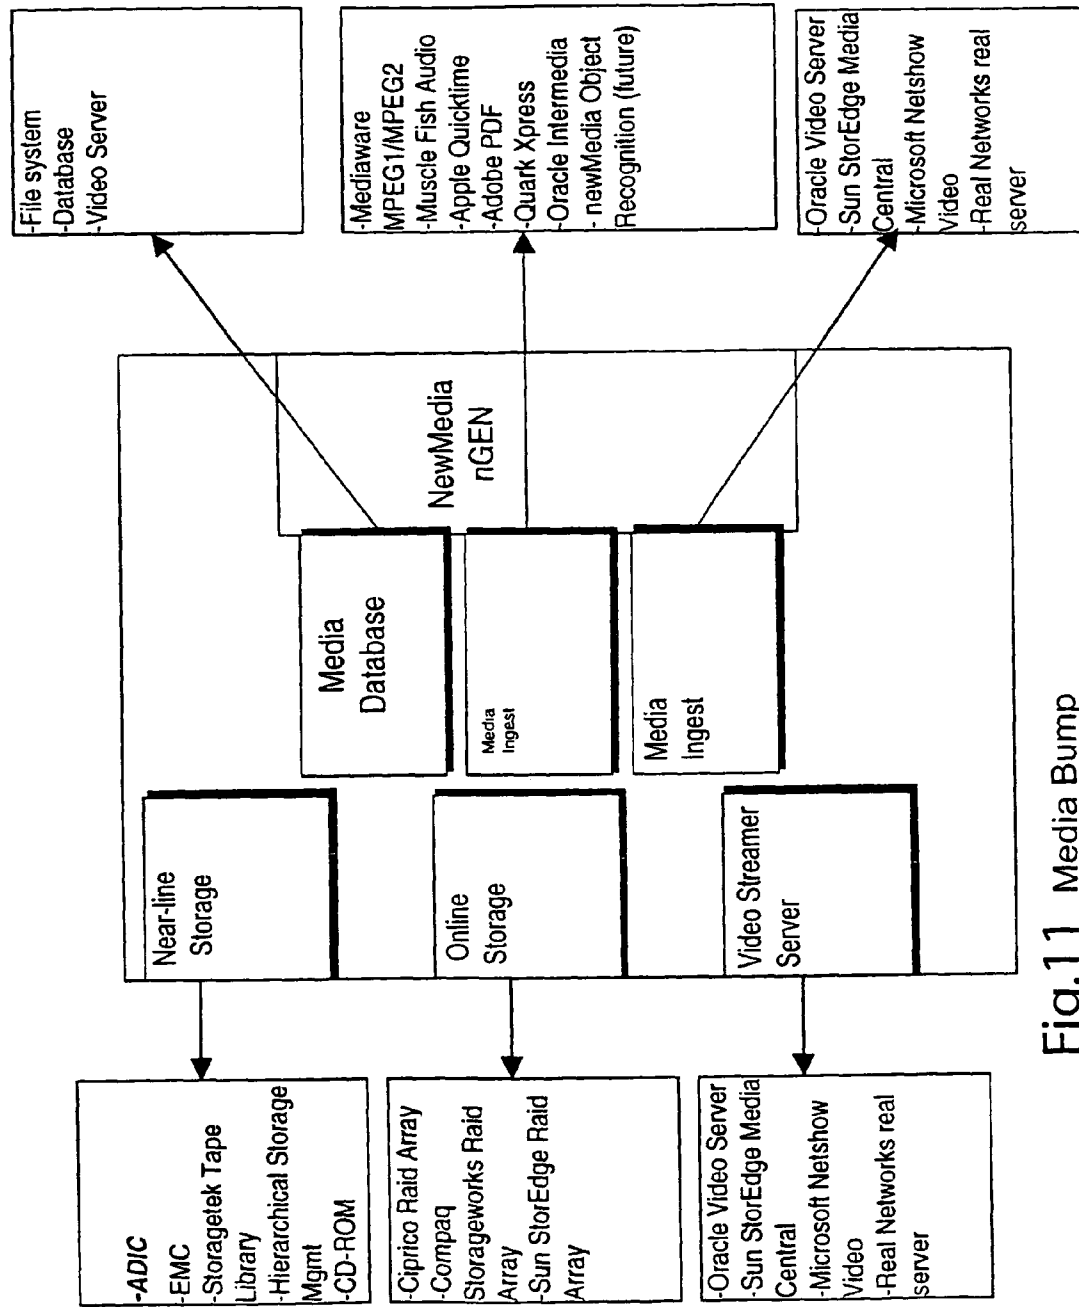 -ADIC
-EMC
-Storagetek Tape
Library
-Hierarchical Storage
Mgmt
-CD-ROM
-Ciprico Raid Array
-Compaq
Storageworks Raid
Array
-Sun StorEdge Raid
Array
-Oracle Video Server
-Sun StorEdge Media
Central
-Microsoft Netshow
Video
-Real Networks real
server
Near-line
Storage
Online
Storage
Video Streamer
Server
Media
Database
Media
Ingest
Media
Ingest
NewMedia
nGEN
-File system
-Database
-Video Server
-Mediaware
MPEG1/MPEG2
-Muscle Fish Audio
-Apple Quicktime
-Adobe PDF
-Quark Xpress
-Oracle Intermedia
- newMedia Object
Recognition (future)
-Oracle Video Server
-Sun StorEdge Media
Central
-Microsoft Netshow
Video
-Real Networks real
server
Fig.11 Media Bump